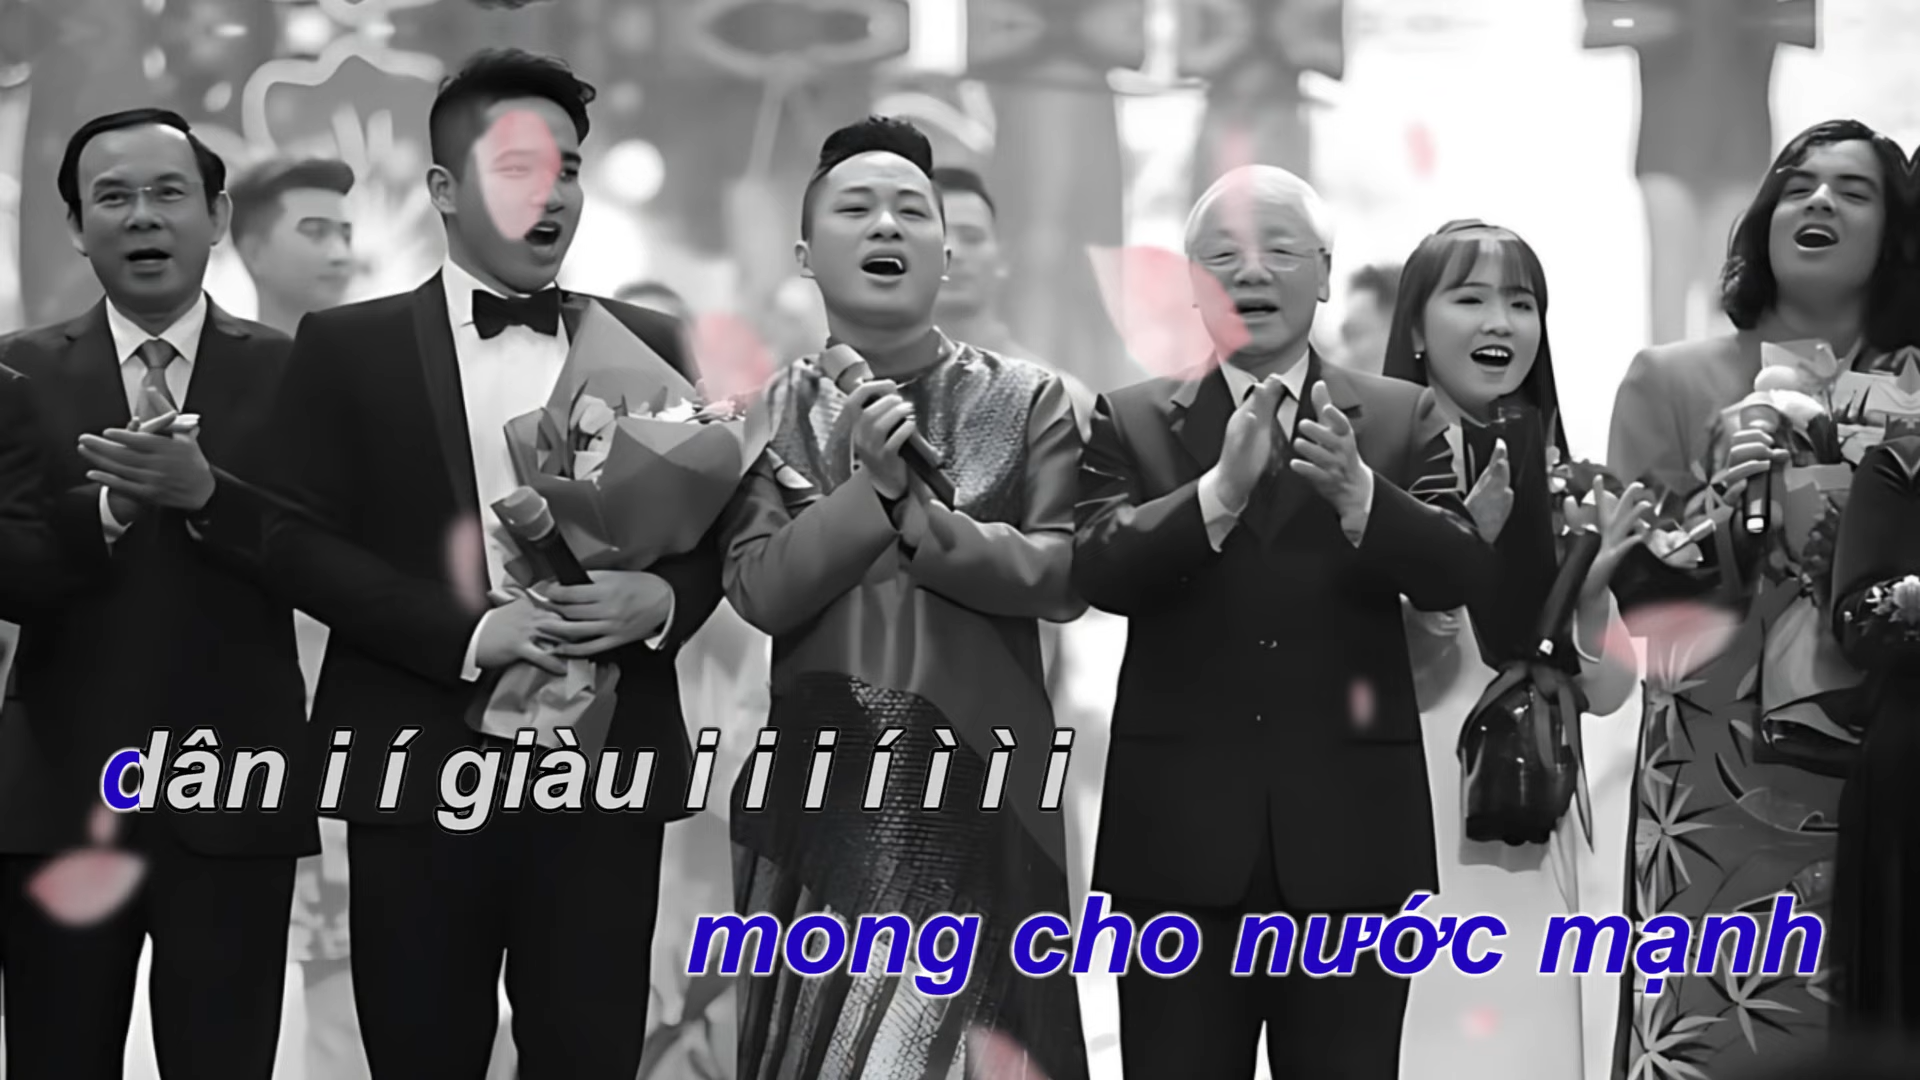 dân i í giàu i i i í ì ì i
mong cho nước mạnh